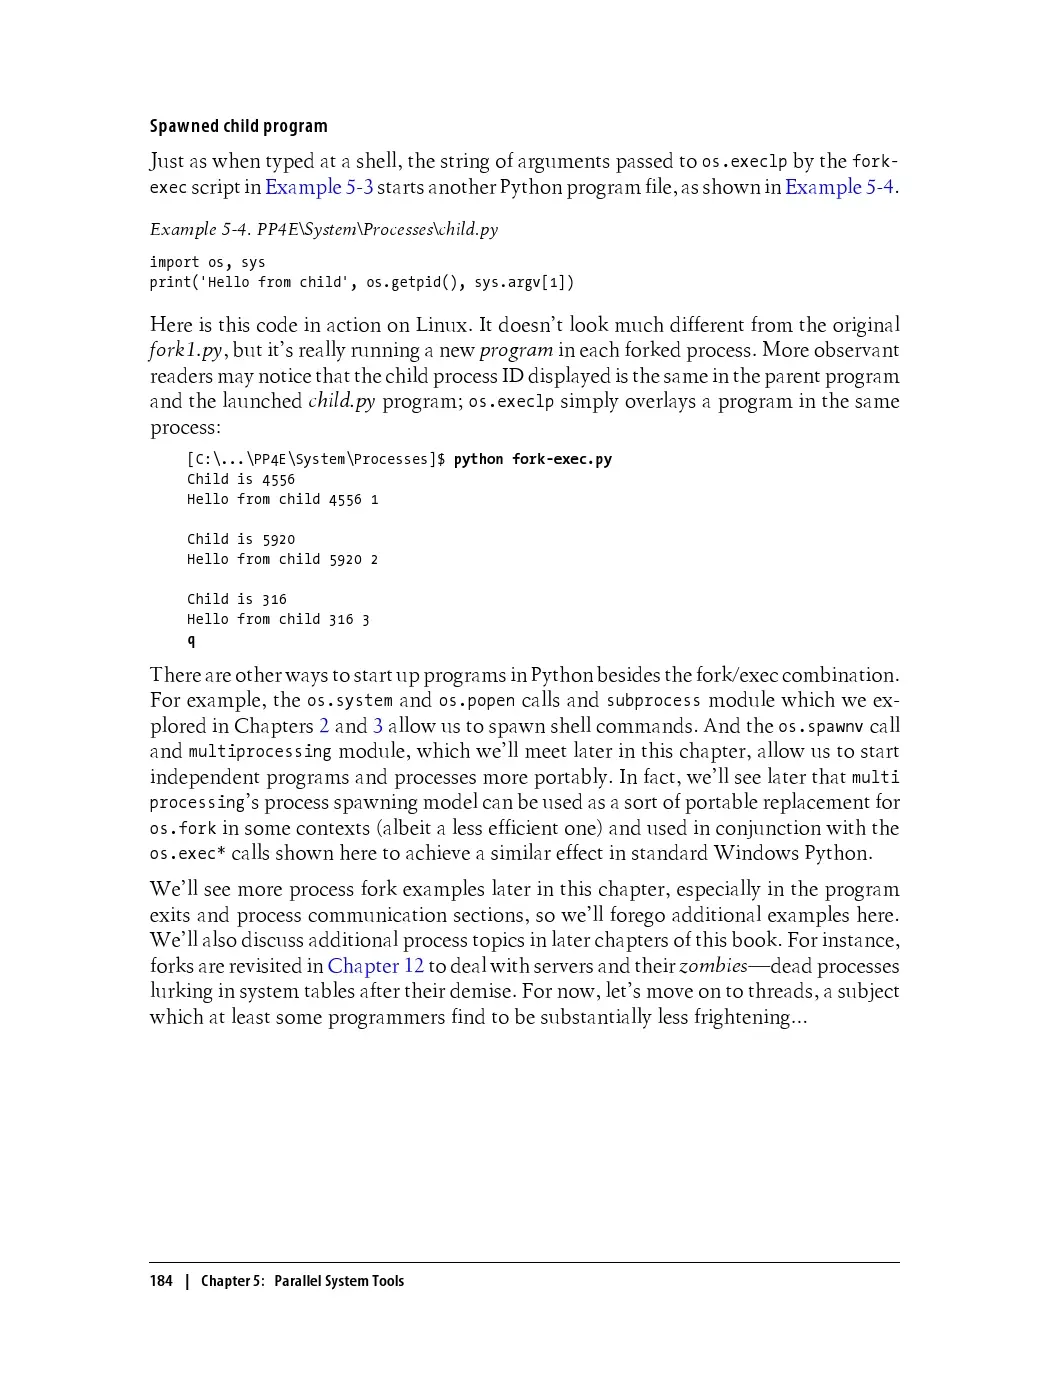 Spawned child program
Just as when typed at a shell, the string of arguments passed to os.execlp by the fork-
exec script in Example 5-3 starts another Python program file, as shown in Example 5-4.
Example 5-4. PP4E\System\Processes\child.py
import os, sys
print('Hello from child', os.getpid(), sys.argv[1])
Here is this code in action on Linux. It doesn’t look much different from the original
fork1.py, but it’s really running a new program in each forked process. More observant
readers may notice that the child process ID displayed is the same in the parent program
and the launched child.py program; os.execlp simply overlays a program in the same
process:
[C:\...\PP4E\System\Processes]$ python fork-exec.py
Child is 4556
Hello from child 4556 1
Child is 5920
Hello from child 5920 2
Child is 316
Hello from child 316 3
q
There are other ways to start up programs in Python besides the fork/exec combination.
For example, the os.system and os.popen calls and subprocess module which we ex-
plored in Chapters 2 and 3 allow us to spawn shell commands. And the os.spawnv call
and multiprocessing module, which we’ll meet later in this chapter, allow us to start
independent programs and processes more portably. In fact, we’ll see later that multi
processing’s process spawning model can be used as a sort of portable replacement for
os.fork in some contexts (albeit a less efficient one) and used in conjunction with the
os.exec* calls shown here to achieve a similar effect in standard Windows Python.
We’ll see more process fork examples later in this chapter, especially in the program
exits and process communication sections, so we’ll forego additional examples here.
We’ll also discuss additional process topics in later chapters of this book. For instance,
forks are revisited in Chapter 12 to deal with servers and their zombies—dead processes
lurking in system tables after their demise. For now, let’s move on to threads, a subject
which at least some programmers find to be substantially less frightening...
184 | Chapter 5: Parallel System Tools